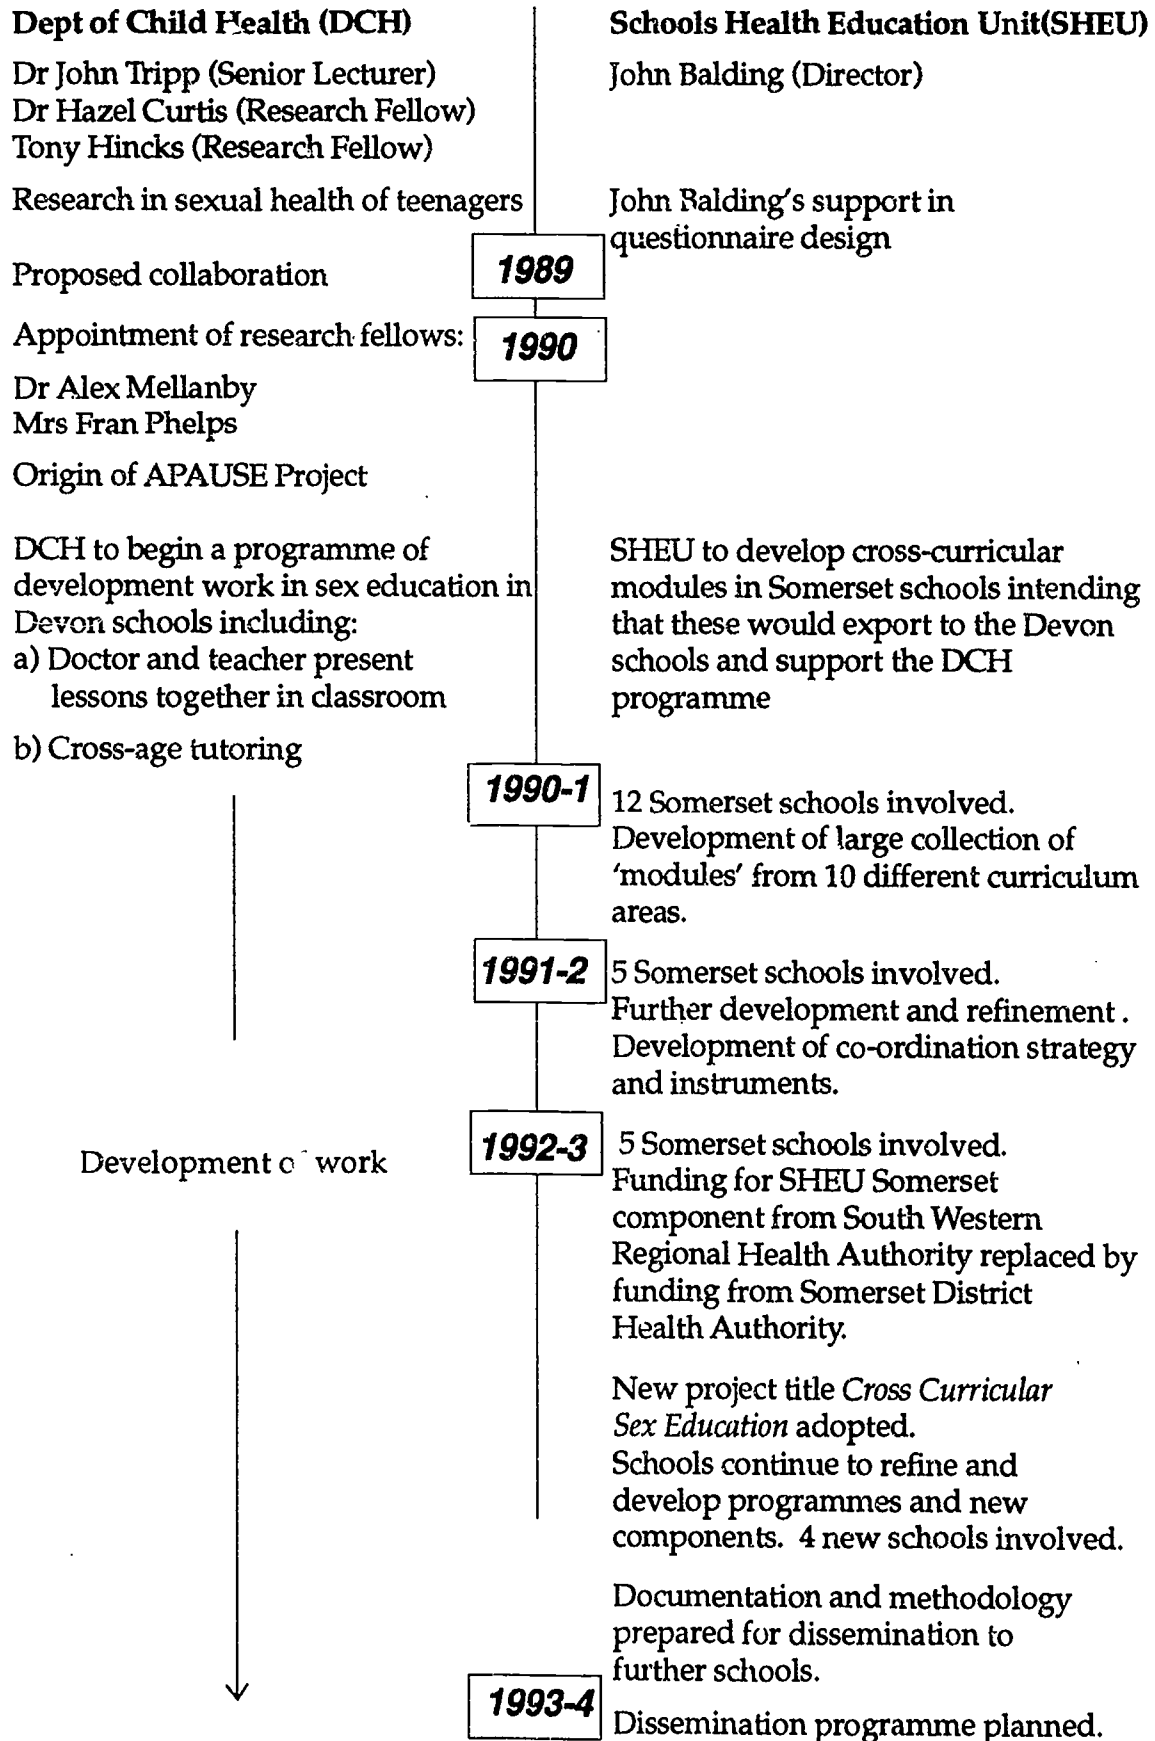 Dept of Child Health (DCH)
Dr John Tripp (Senior Lecturer)
Dr Hazel Curtis (Research Fellow)
Tony Hincks (Research Fellow)
Research in sexual health of teenagers
Schools Health Education Unit(SHEU)
John Balding (Director)
John Balding's support in
questionnaire design
1989
Proposed collaboration
1990
Appointment of research fellows:
Dr Alex Mellanby
Mrs Fran Phelps
Origin of APAUSE Project
DCH to begin a programme of
development work in sex education in
Devon schools including:
a) Doctor and teacher present
lessons together in classroom
b) Cross-age tutoring
SHEU to develop cross-curricular
modules in Somerset schools intending
that these would export to the Devon
schools and support the DCH
programme
1990-1
12 Somerset schools involved.
Development of large collection of
'modules' from 10 different curriculum
areas.
1991-2
5 Somerset schools involved.
Further development and refinement.
Development of co-ordination strategy
and instruments.
Development of work
1992-3
5 Somerset schools involved.
Funding for SHEU Somerset
component from South Western
Regional Health Authority replaced by
funding from Somerset District
Health Authority.
New project title Cross Curricular
Sex Education adopted.
Schools continue to refine and
develop programmes and new
components. 4 new schools involved.
Documentation and methodology
prepared for dissemination to
further schools.
1993-4
Dissemination programme planned.